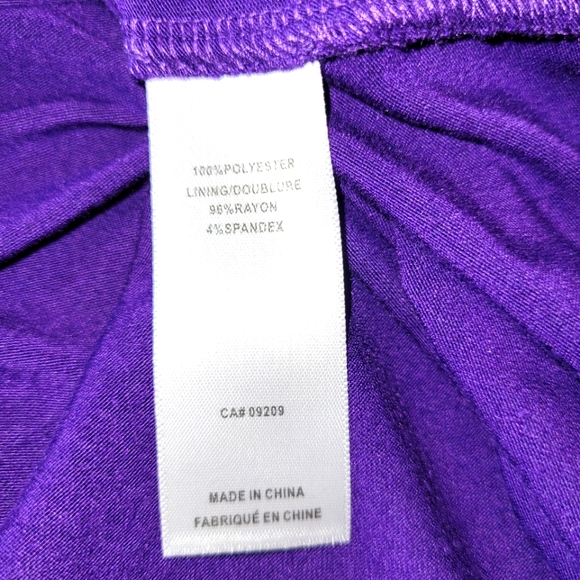 100%POLYESTER
LINING/DOUBLURE
96%RAYON
4%SPANDEX
CA# 09209
MADE IN CHINA
FABRIQUÉ EN CHINE